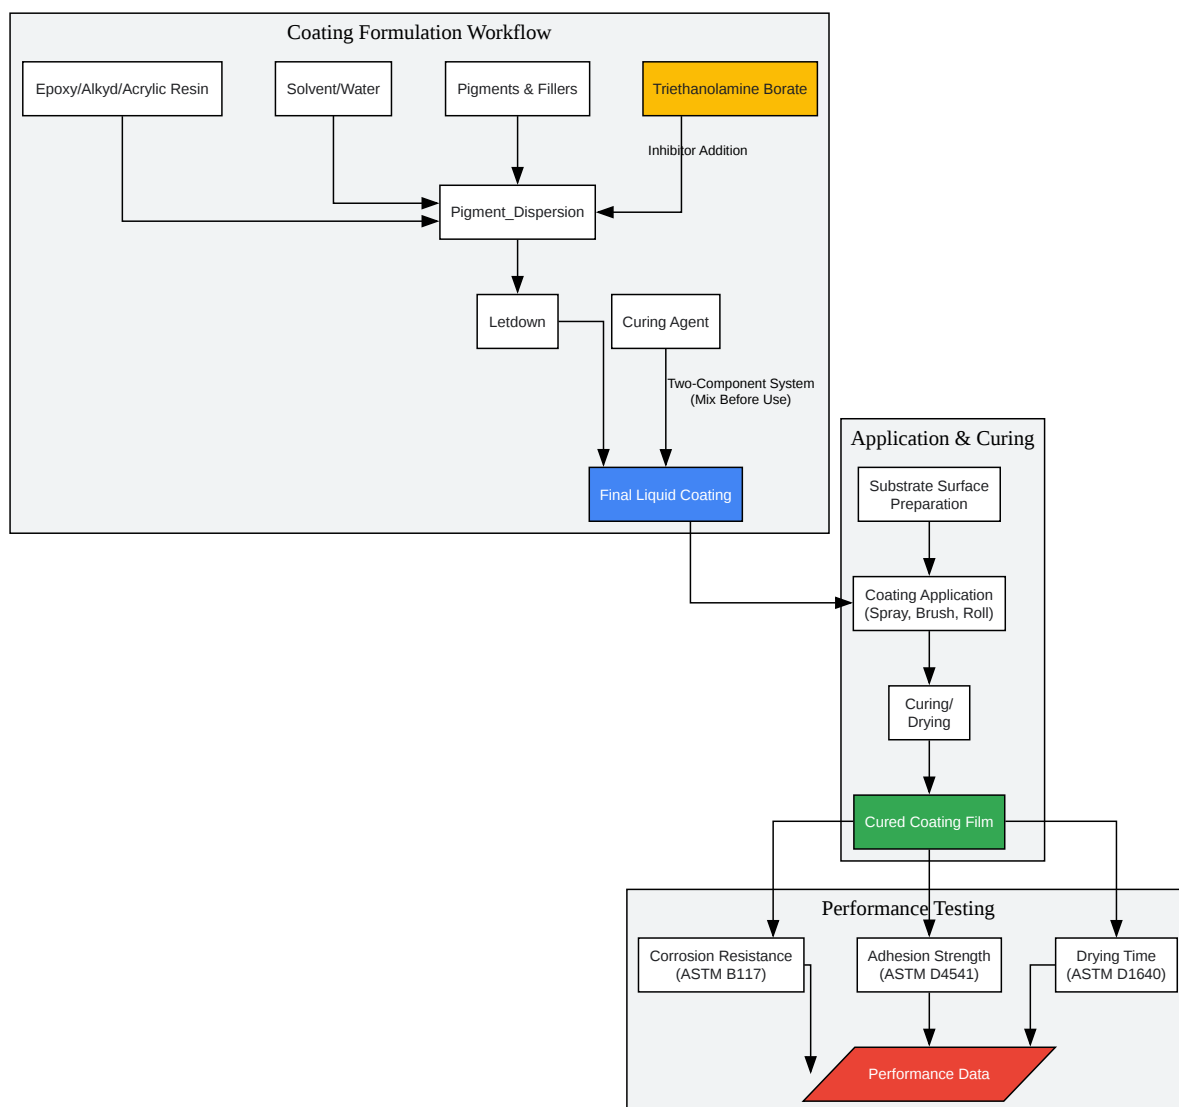 Coating Formulation Workflow
Epoxy/Alkyd/Acrylic Resin
Solvent/Water
Pigments & Fillers
Triethanolamine Borate
Inhibitor Addition
Pigment_Dispersion
Letdown
Curing Agent
Two-Component System
(Mix Before Use)
Final Liquid Coating
Application & Curing
Substrate Surface
Preparation
Coating Application
(Spray, Brush, Roll)
Curing/
Drying
Cured Coating Film
Performance Testing
Corrosion Resistance
(ASTM B117)
Adhesion Strength
(ASTM D4541)
Drying Time
(ASTM D1640)
Performance Data